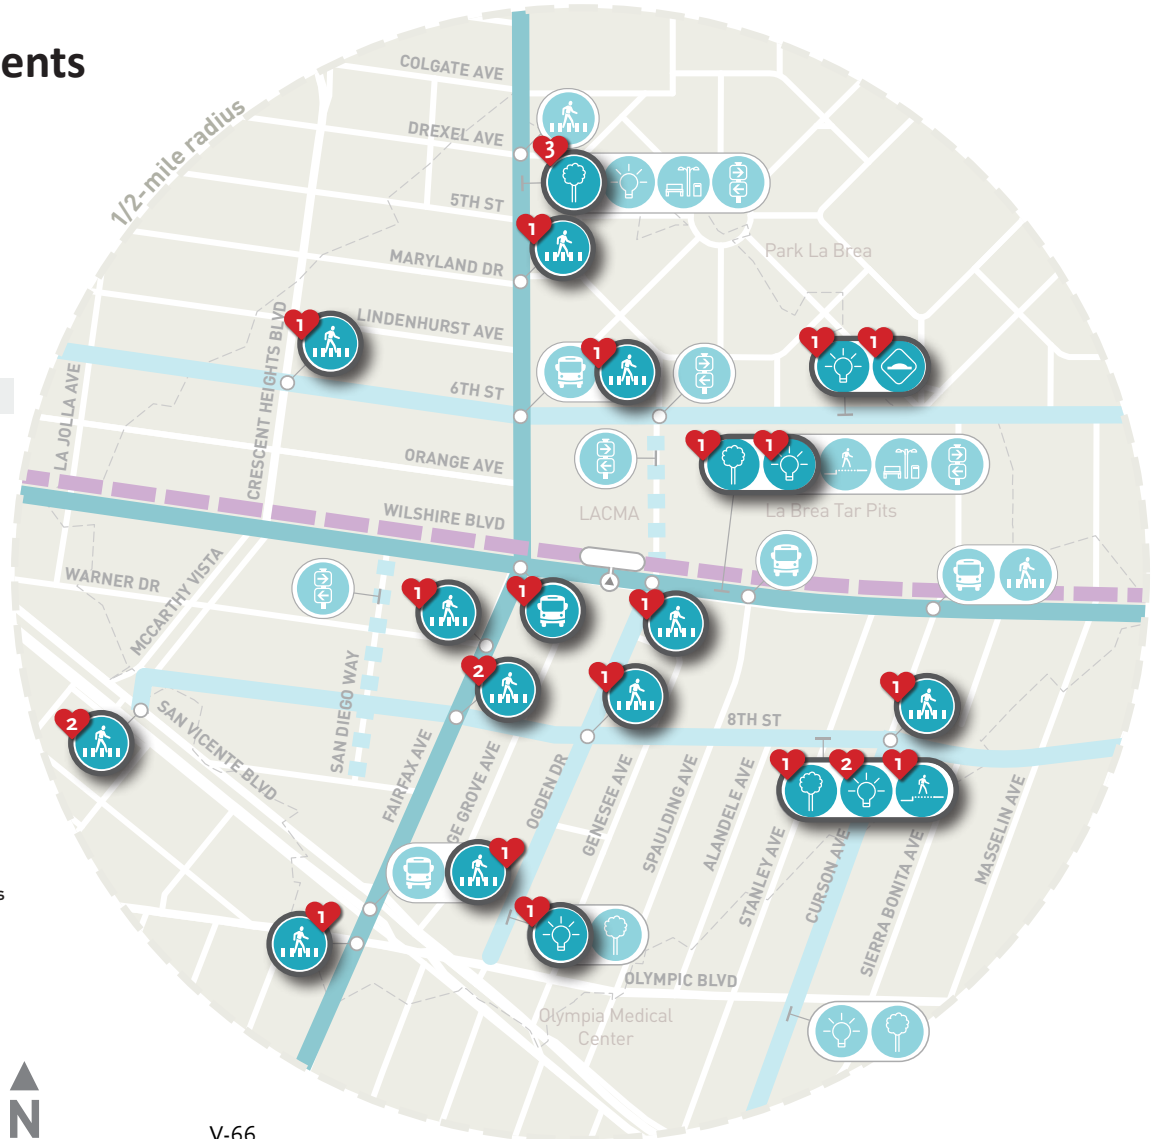 ents
1/2-mile radius
COLGATE AVE
DREXEL AVE
3
5TH ST
1
MARYLAND DR
Park La Brea
LINDENHURST AVE
1
1
1
1
6TH ST
LA JOLLA AVE
CRESCENT HEIGHTS BLVD
ORANGE AVE
1
1
WILSHIRE BLVD
LACMA
La Brea Tar Pits
WARNER DR
MCCARTHY VISTA
1
1
1
2
1
1
2
SAN VICENTE BLVD
SAN DIEGO WAY
8TH ST
FAIRFAX AVE
GE GROVE AVE
OGDEN DR
GENESEE AVE
SPAULDING AVE
ALANDELE AVE
STANLEY AVE
CURSON AVE
SIERRA BONITA AVE
MASSELIN AVE
1
2
1
1
s
1
1
OLYMPIC BLVD
Olympia Medical
Center
N
V-66